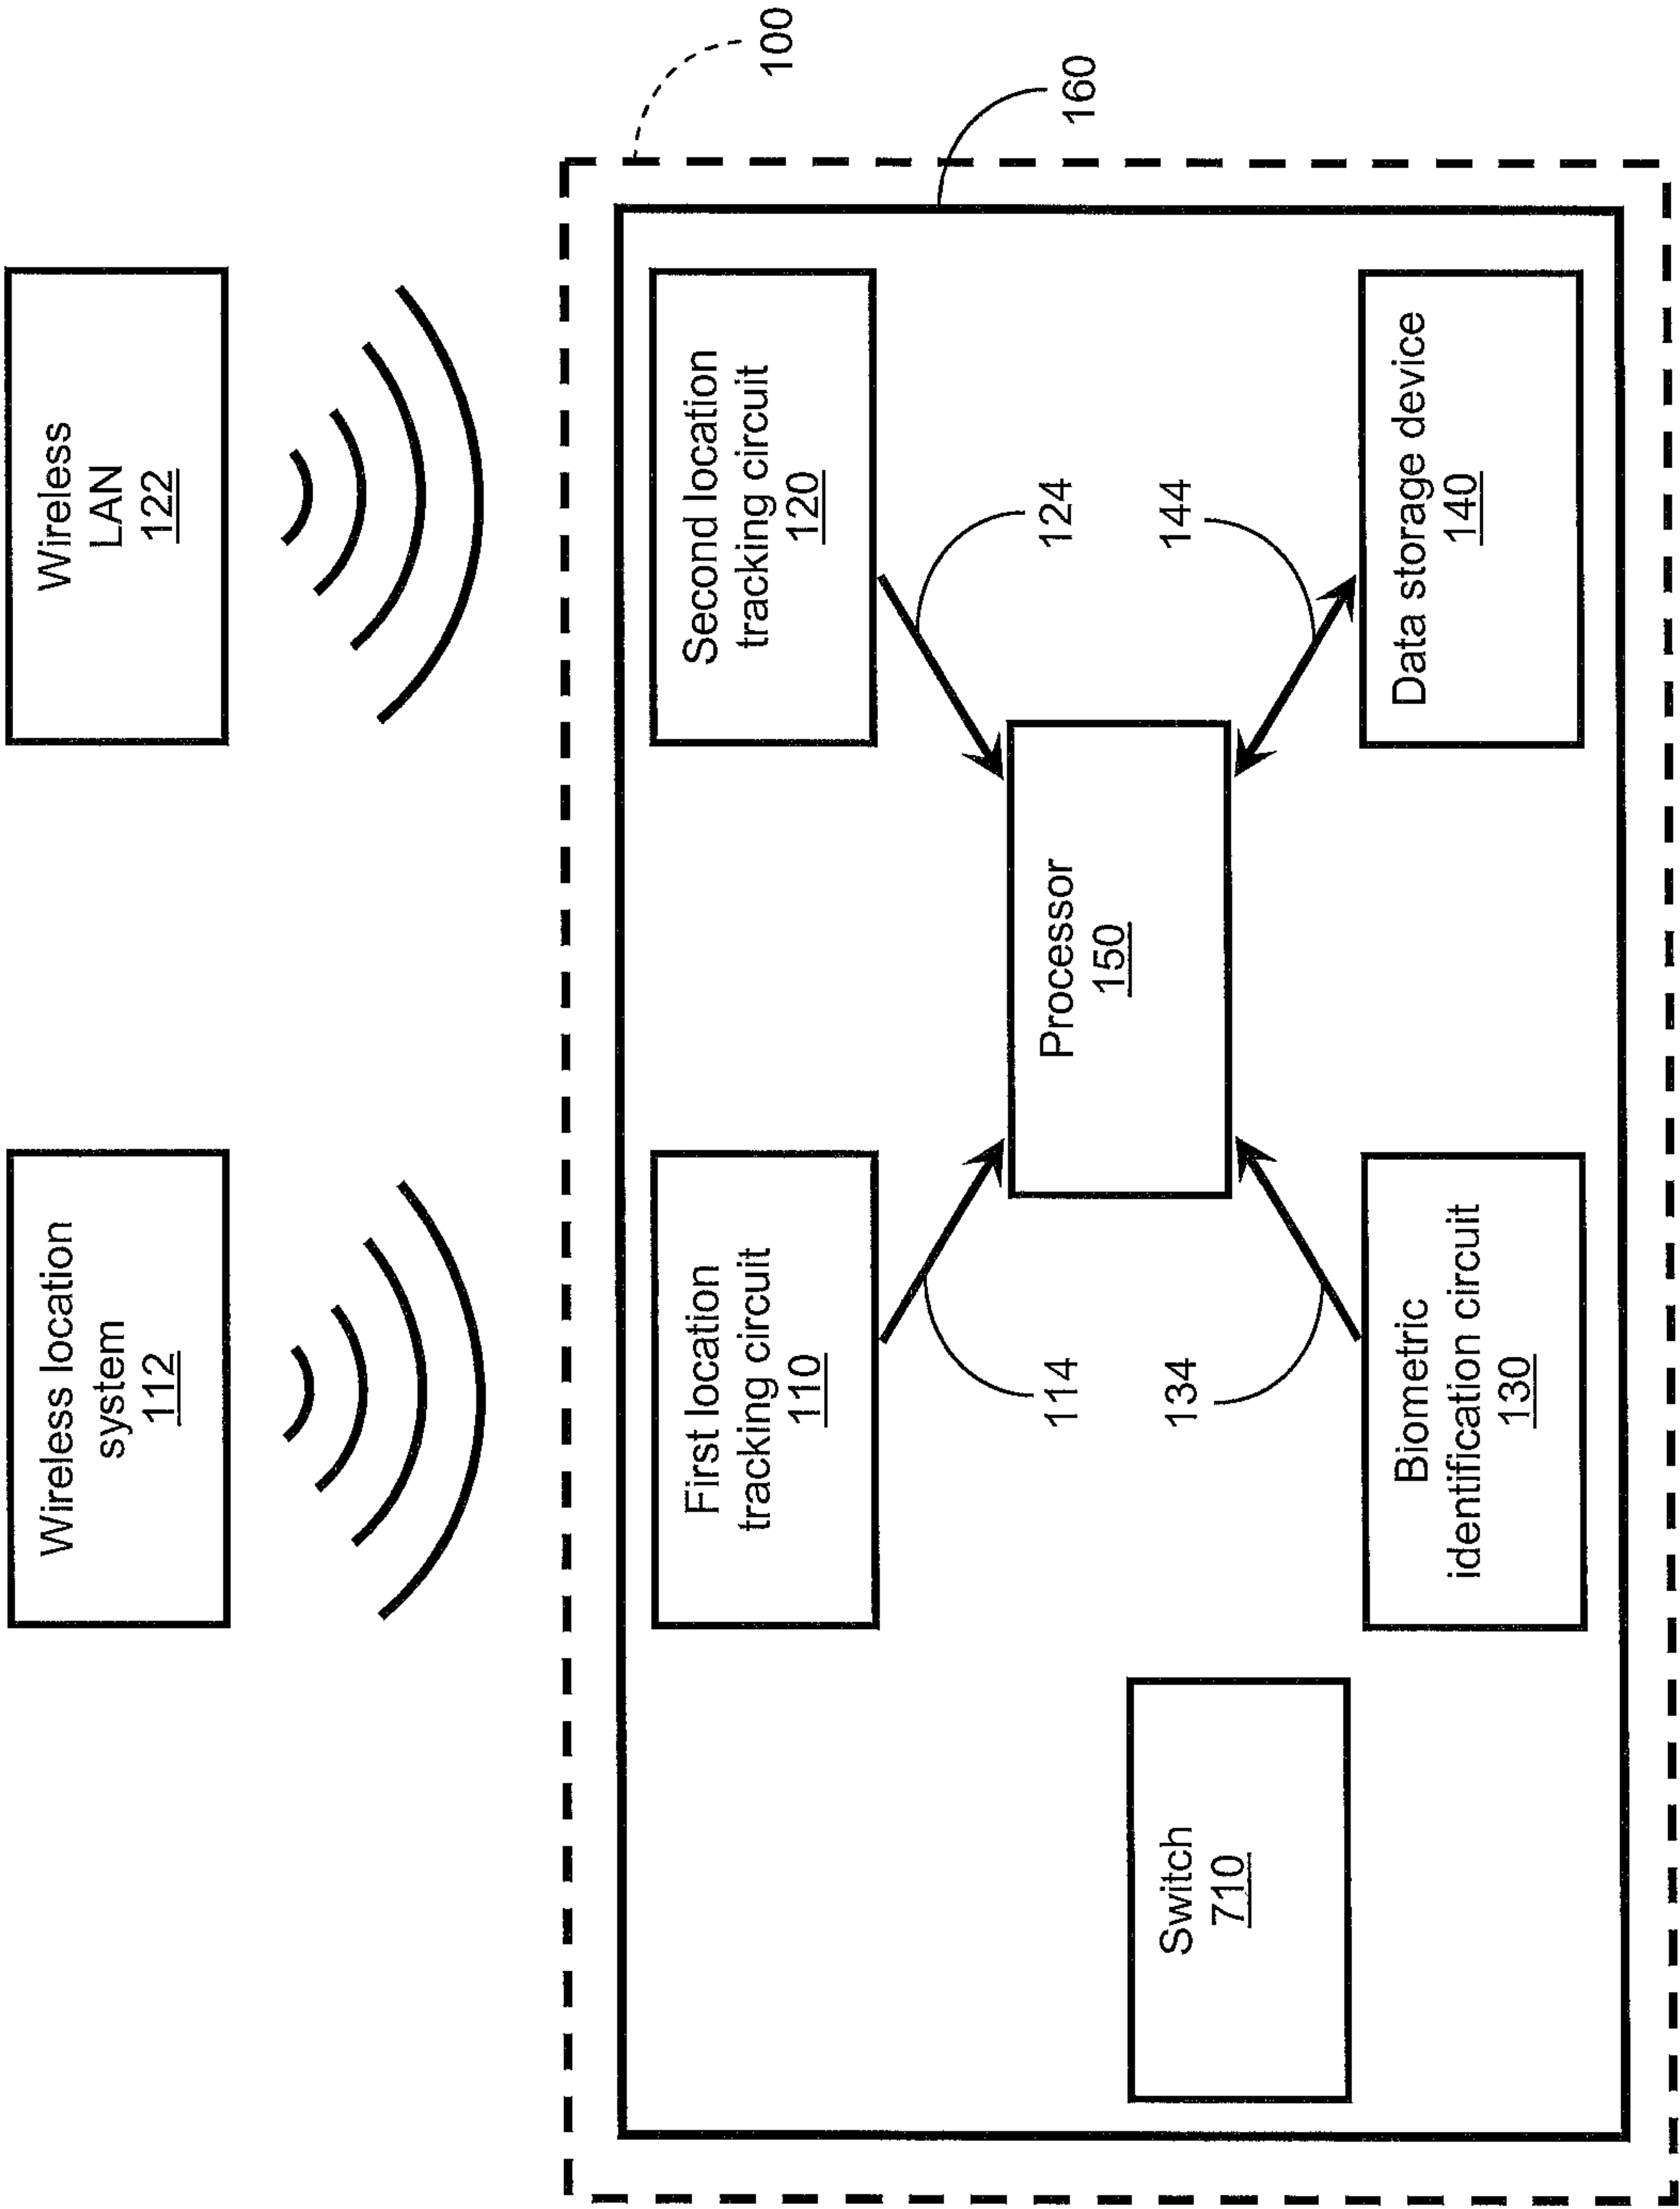 Wireless location
system
112
Wireless
LAN
122
100
160
First location
tracking circuit
110
Second location
tracking circuit
120
114
124
Processor
150
134
144
Switch
710
Biometric
identification circuit
130
Data storage device
140